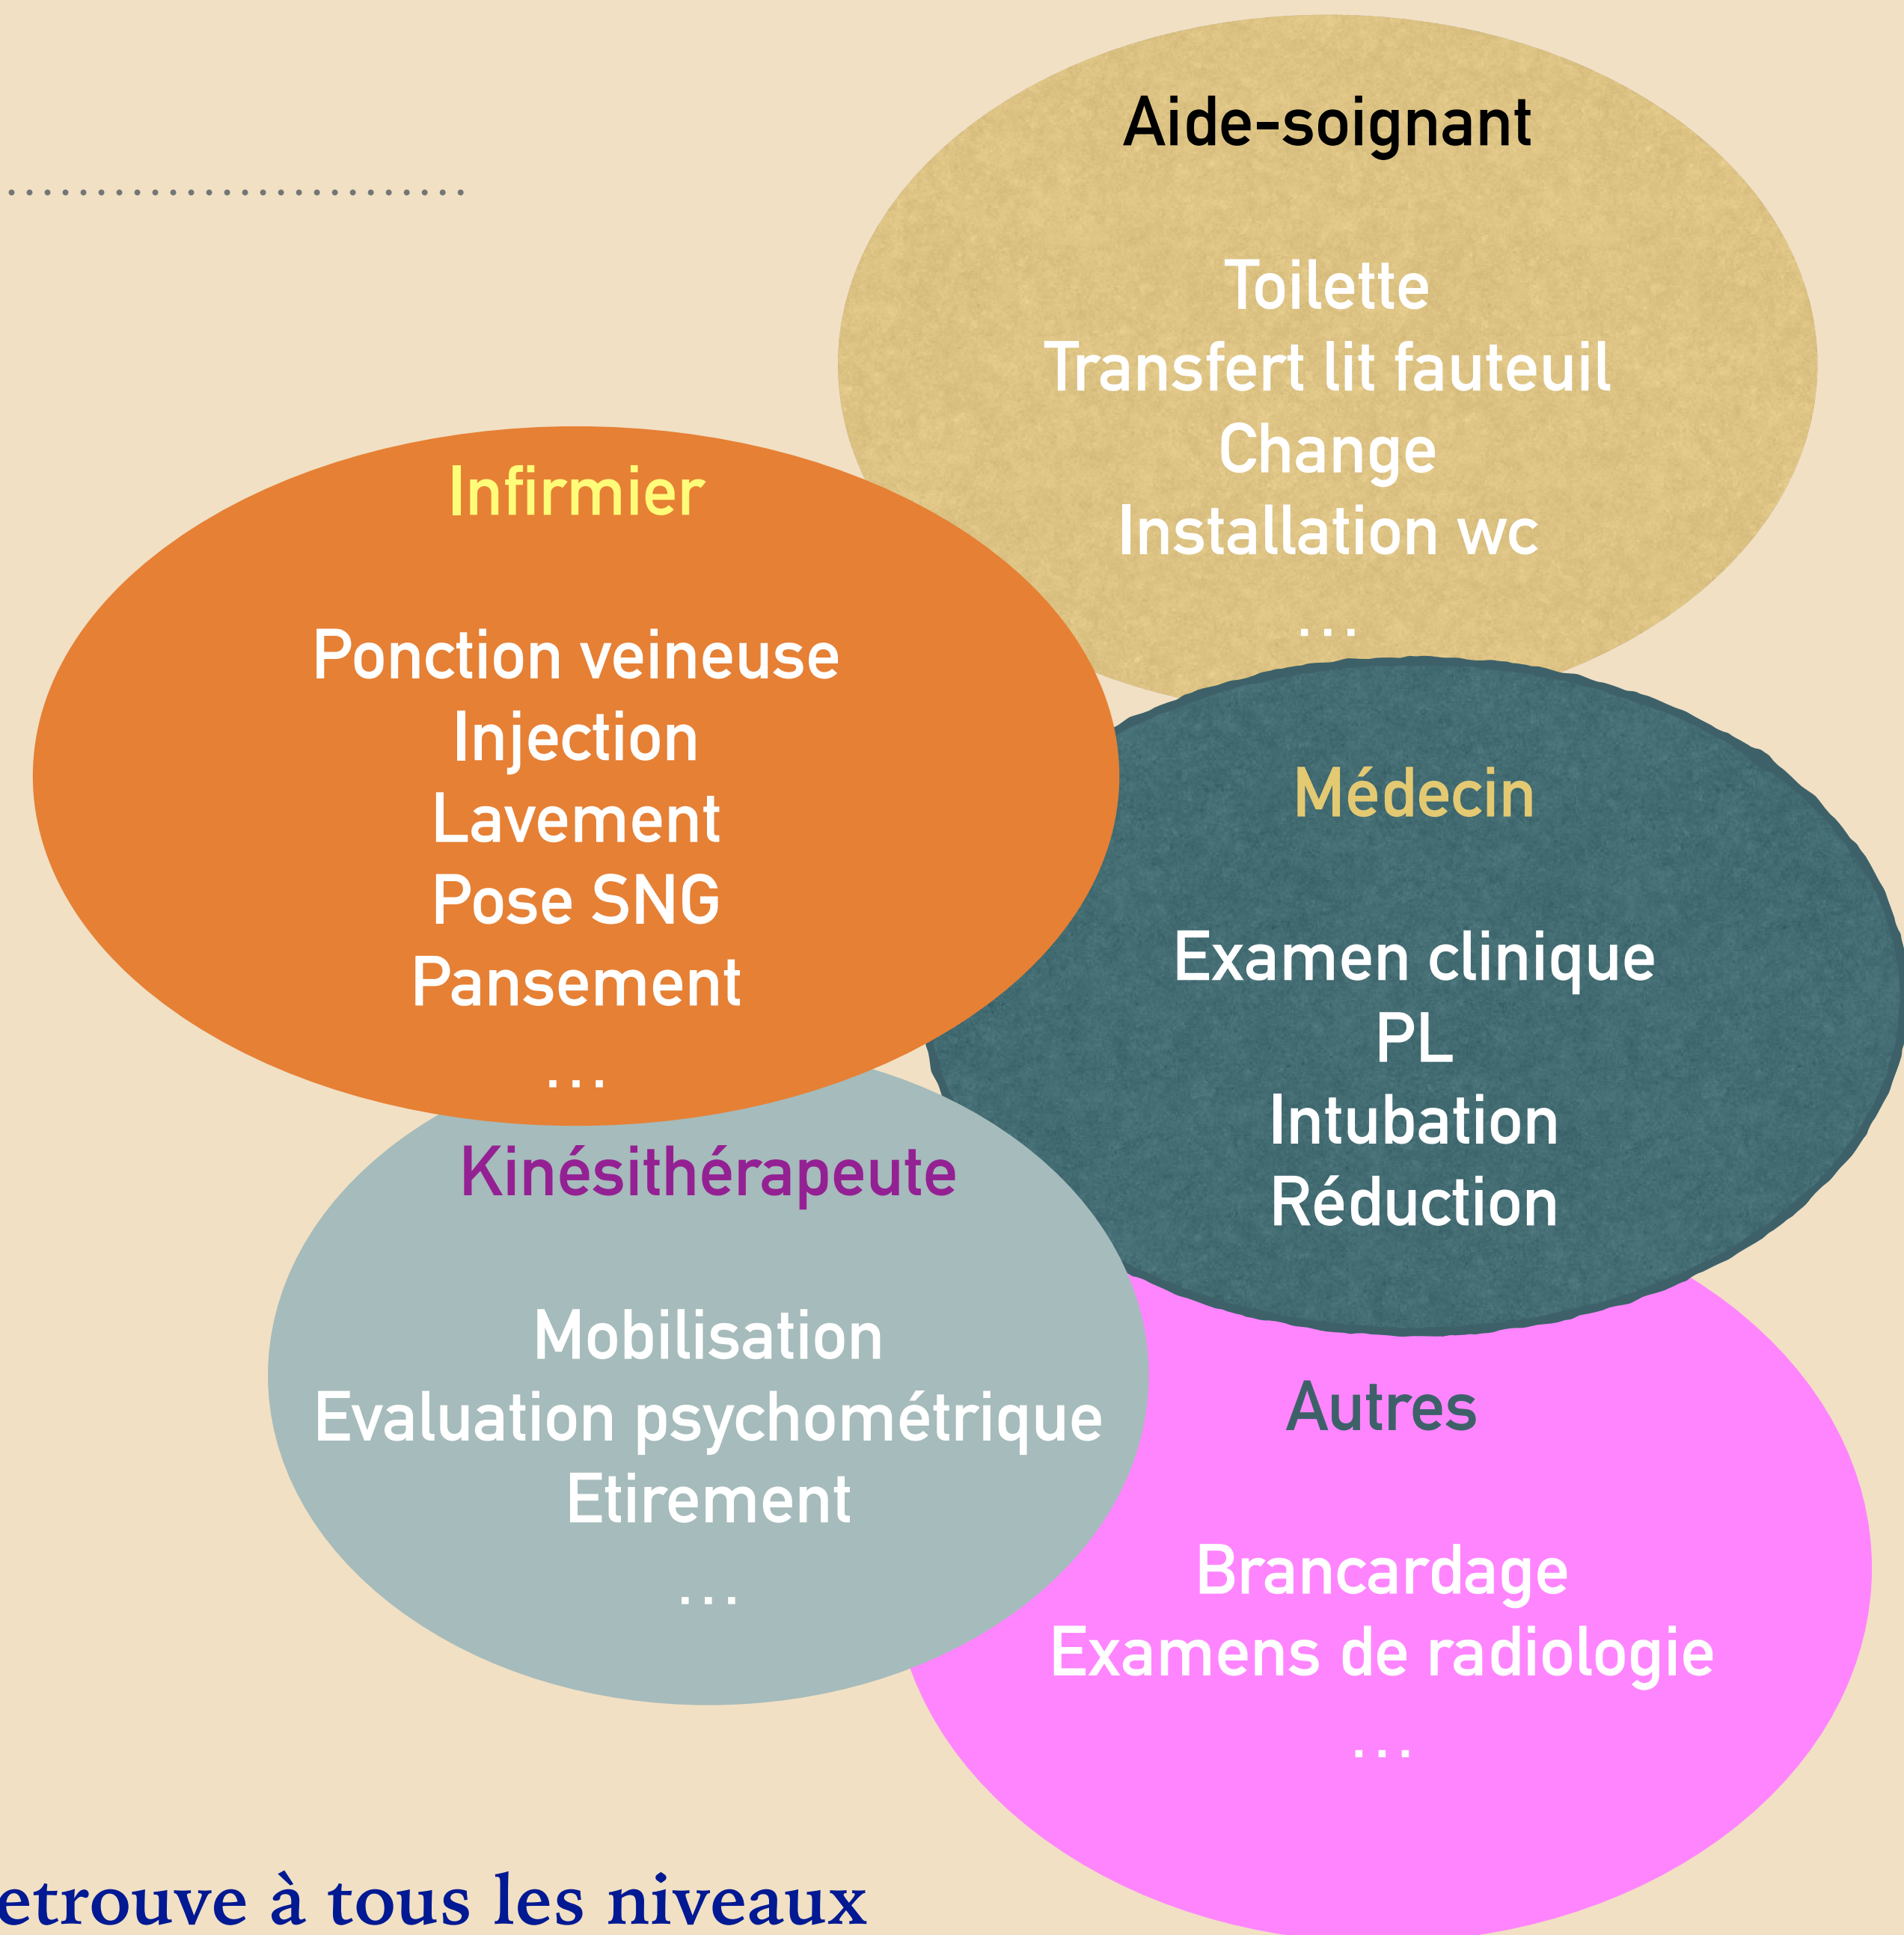 Aide-soignant
Toilette
Transfert lit fauteuil
Change
Installation wc
...
Infirmier
Ponction veineuse
Injection
Lavement
Pose SNG
Pansement
...
Médecin
Examen clinique
PL
Intubation
Réduction
Kinésithérapeute
Mobilisation
Evaluation psychométrique
Etirement
...
Autres
Brancardage
Examens de radiologie
...
etrouve à tous les niveaux